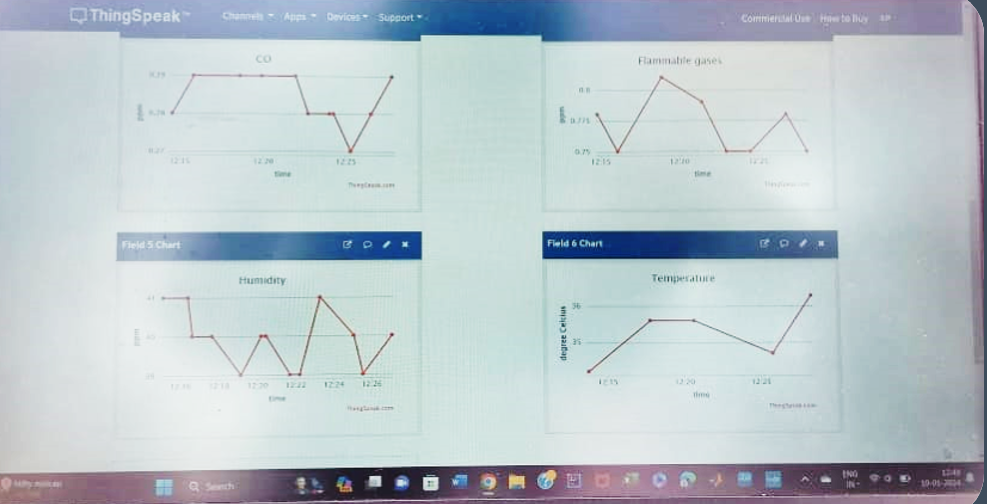 ThingSpeak™
Channels Apps Devices Support
Commercial Use How to Buy
CO
0.29
0.28
0.27
ppm
12:15 12:20 12:25
time
ThingSpeak.com
Flammable gases
0.8
0.775
0.75
ppm
12:15 12:20 12:25
time
ThingSpeak.com
Field 5 Chart
Humidity
41
40
39
ppm
12:16 12:18 12:20 12:22 12:24 12:26
time
ThingSpeak.com
Field 6 Chart
Temperature
36
35
degree Celcius
12:15 12:20 12:25
time
ThingSpeak.com
Search
ENG
IN
12:48